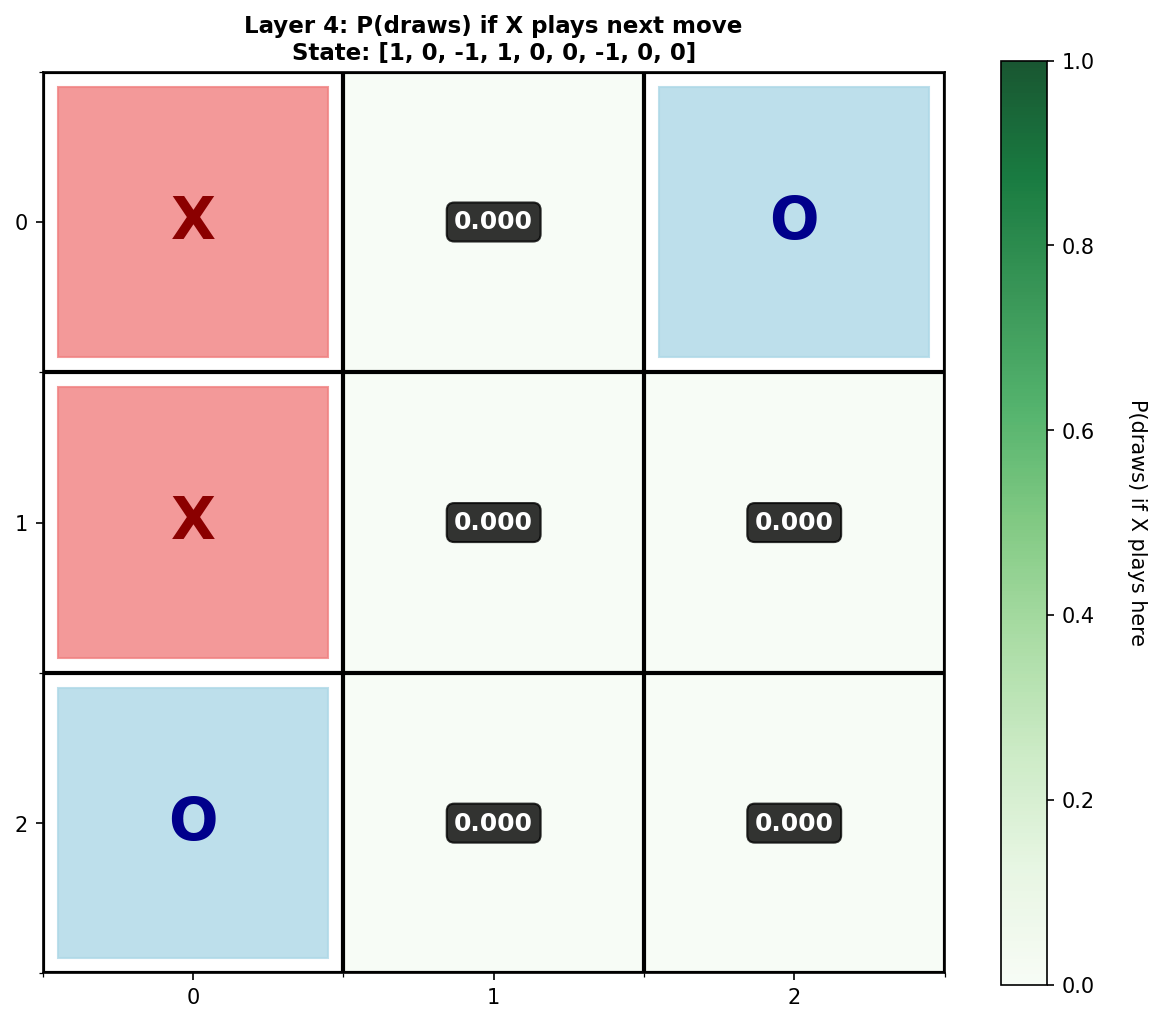 Layer 4: P(draws) if X plays next move
State: [1, 0, -1, 1, 0, 0, -1, 0, 0]
0
X
0.000
O
1
X
0.000
0.000
2
O
0.000
0.000
0
1
2
1.0
0.8
0.6
0.4
0.2
0.0
P(draws) if X plays here